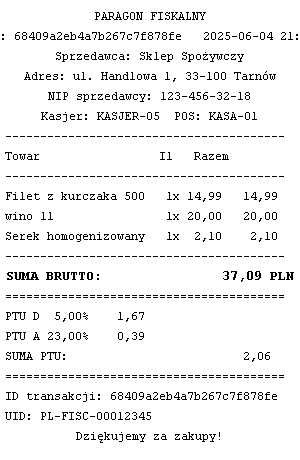 PARAGON FISKALNY
: 68409a2eb4a7b267c7f878fe 2025-06-04 21:
Sprzedawca: Sklep Spożywczy
Adres: ul. Handlowa 1, 33-100 Tarnów
NIP sprzedawcy: 123-456-32-18
Kasjer: KASJER-05 POS: KASA-01
----------------------------------------
Towar Il Razem
----------------------------------------
Filet z kurczaka 500 1x 14,99 14,99
wino 1l 1x 20,00 20,00
Serek homogenizowany 1x 2,10 2,10
----------------------------------------
SUMA BRUTTO: 37,09 PLN
========================================
PTU D 5,00% 1,67
PTU A 23,00% 0,39
SUMA PTU: 2,06
========================================
ID transakcji: 68409a2eb4a7b267c7f878fe
UID: PL-FISC-00012345
Dziękujemy za zakupy!